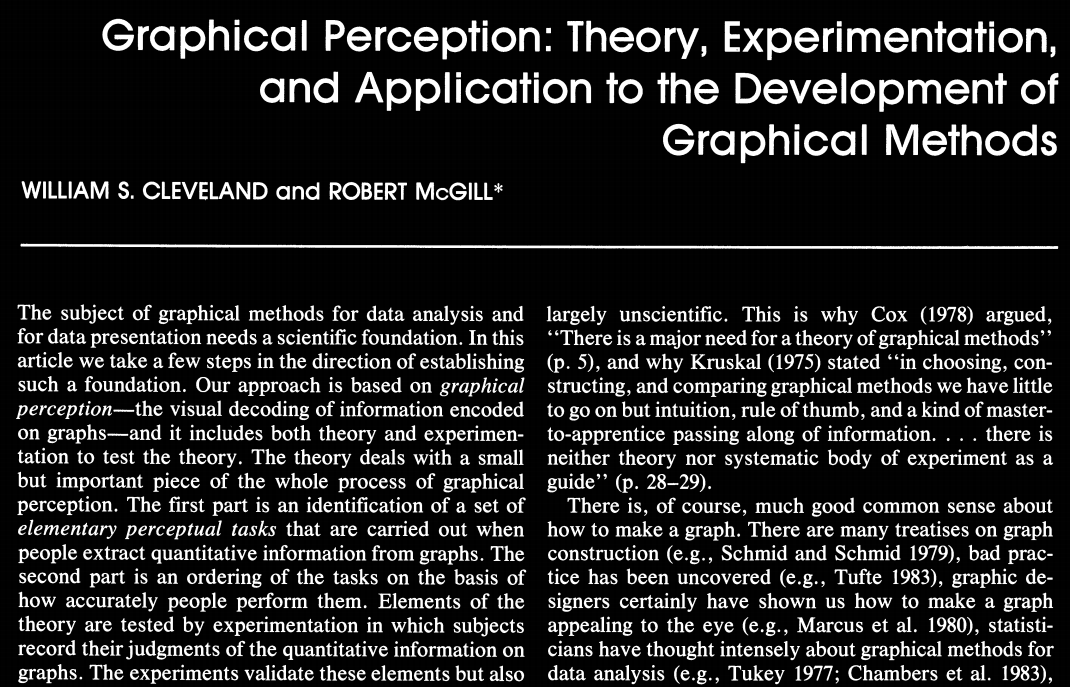 Graphical Perception: Theory, Experimentation,
and Application to the Development of
Graphical Methods
WILLIAM S. CLEVELAND and ROBERT McGILL*
The subject of graphical methods for data analysis and
for data presentation needs a scientific foundation. In this
article we take a few steps in the direction of establishing
such a foundation. Our approach is based on graphical
perception—the visual decoding of information encoded
on graphs—and it includes both theory and experimen-
tation to test the theory. The theory deals with a small
but important piece of the whole process of graphical
perception. The first part is an identification of a set of
elementary perceptual tasks that are carried out when
people extract quantitative information from graphs. The
second part is an ordering of the tasks on the basis of
how accurately people perform them. Elements of the
theory are tested by experimentation in which subjects
record their judgments of the quantitative information on
graphs. The experiments validate these elements but also
largely unscientific. This is why Cox (1978) argued,
‘‘There is a major need for a theory of graphical methods’’
(p. 5), and why Kruskal (1975) stated ‘‘in choosing, con-
structing, and comparing graphical methods we have little
to go on but intuition, rule of thumb, and a kind of master-
to-apprentice passing along of information. . . . there is
neither theory nor systematic body of experiment as a
guide’’ (p. 28–29).
There is, of course, much good common sense about
how to make a graph. There are many treatises on graph
construction (e.g., Schmid and Schmid 1979), bad prac-
tice has been uncovered (e.g., Tufte 1983), graphic de-
signers certainly have shown us how to make a graph
appealing to the eye (e.g., Marcus et al. 1980), statisti-
cians have thought intensely about graphical methods for
data analysis (e.g., Tukey 1977; Chambers et al. 1983),